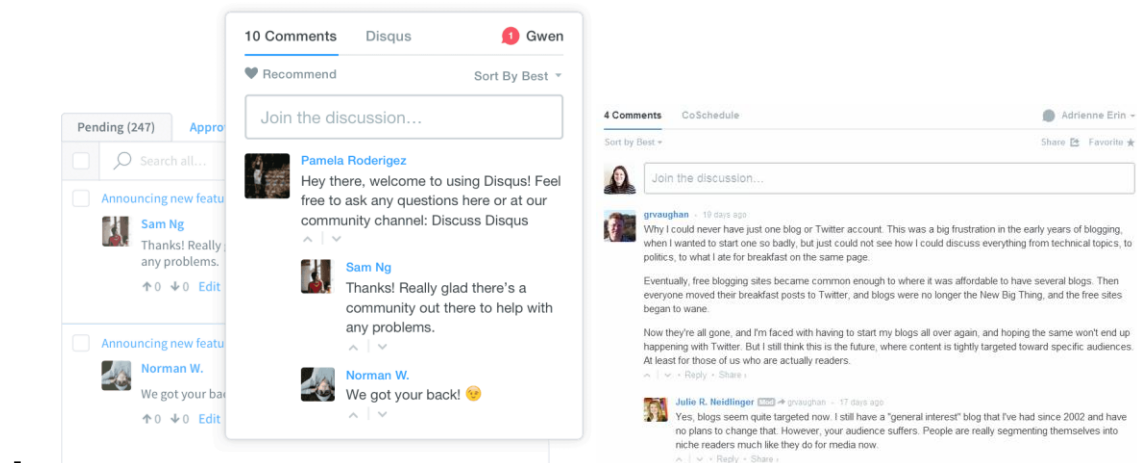 Pending (247) Appro
Search all...
Announcing new featu
Sam Ng
Thanks! Really g
any problems.
0 0 Edit
Announcing new featu
Norman W.
We got your bac
0 0 Edit
10 Comments Disqus 1 Gwen
Recommend Sort By Best
Join the discussion...
Pamela Roderigez
Hey there, welcome to using Disqus! Feel
free to ask any questions here or at our
community channel: Discuss Disqus
Sam Ng
Thanks! Really glad there's a
community out there to help with
any problems.
Norman W.
We got your back! 😉
4 Comments CoSchedule Adrienne Erin
Sort by Best Share Favorite ★
Join the discussion...
grvaughan · 19 days ago
Why I could never have just one blog or Twitter account. This was a big frustration in the early years of blogging,
when I wanted to start one so badly, but just could not see how I could discuss everything from technical topics, to
politics, to what I ate for breakfast on the same page.
Eventually, free blogging sites became common enough to where it was affordable to have several blogs. Then
everyone moved their breakfast posts to Twitter, and blogs were no longer the New Big Thing, and the free sites
began to wane.
Now they're all gone, and I'm faced with having to start my blogs all over again, and hoping the same won't end up
happening with Twitter. But I still think this is the future, where content is tightly targeted toward specific audiences.
At least for those of us who are actually readers.
• Reply • Share ›
Julie R. Neidlinger Mod grvaughan · 17 days ago
Yes, blogs seem quite targeted now. I still have a "general interest" blog that I've had since 2002 and have
no plans to change that. However, your audience suffers. People are really segmenting themselves into
niche readers much like they do for media now.
• Reply • Share ›